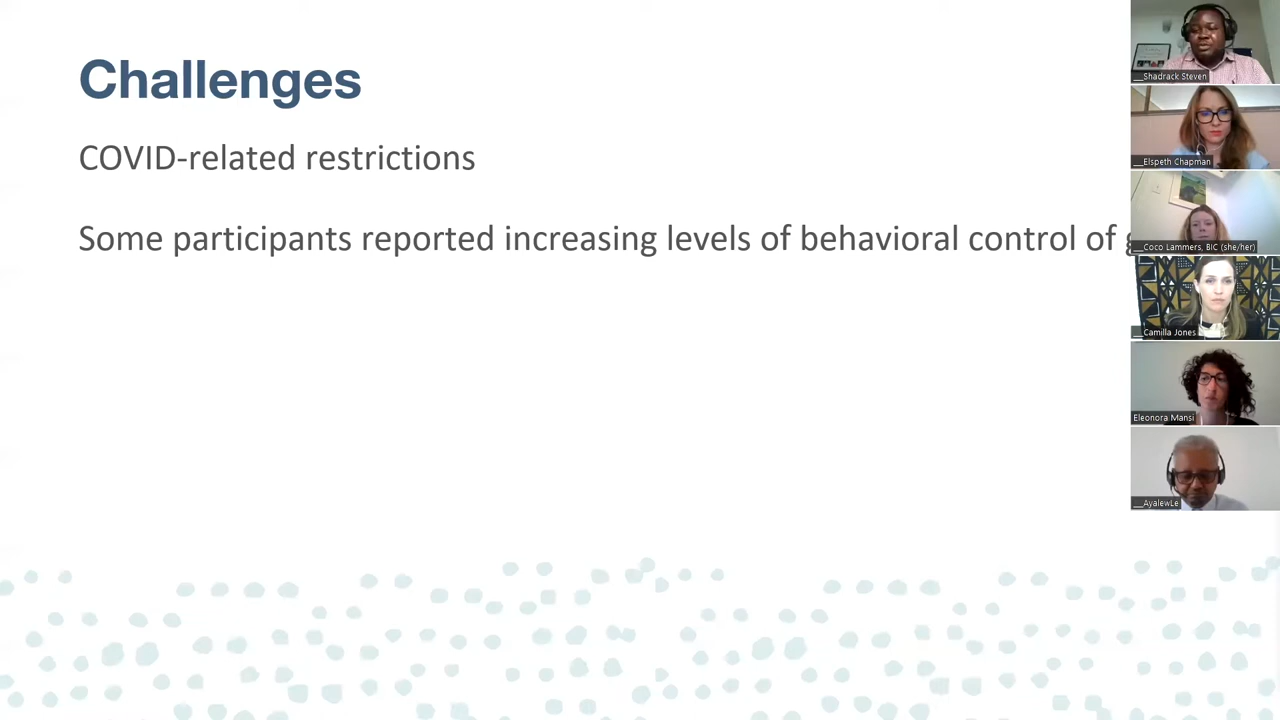 Challenges
COVID-related restrictions
Some participants reported increasing levels of behavioral control of
__Shadrack Steven
__Elspeth Chapman
__Coco Lammers, BIC (she/her)
__Camilla Jones
Eleonora Mansi
__AyalewLe